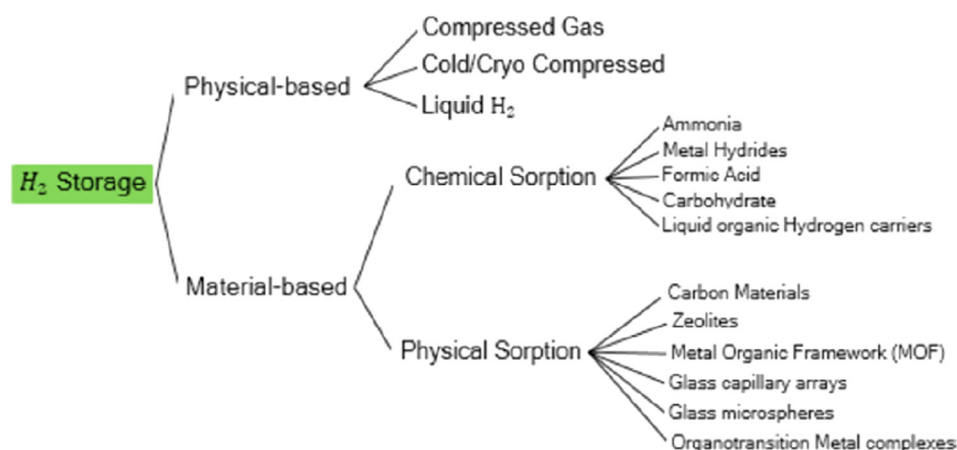 H₂ Storage
Physical-based
Compressed Gas
Cold/Cryo Compressed
Liquid H₂
Material-based
Chemical Sorption
Ammonia
Metal Hydrides
Formic Acid
Carbohydrate
Liquid organic Hydrogen carriers
Physical Sorption
Carbon Materials
Zeolites
Metal Organic Framework (MOF)
Glass capillary arrays
Glass microspheres
Organotransition Metal complexes